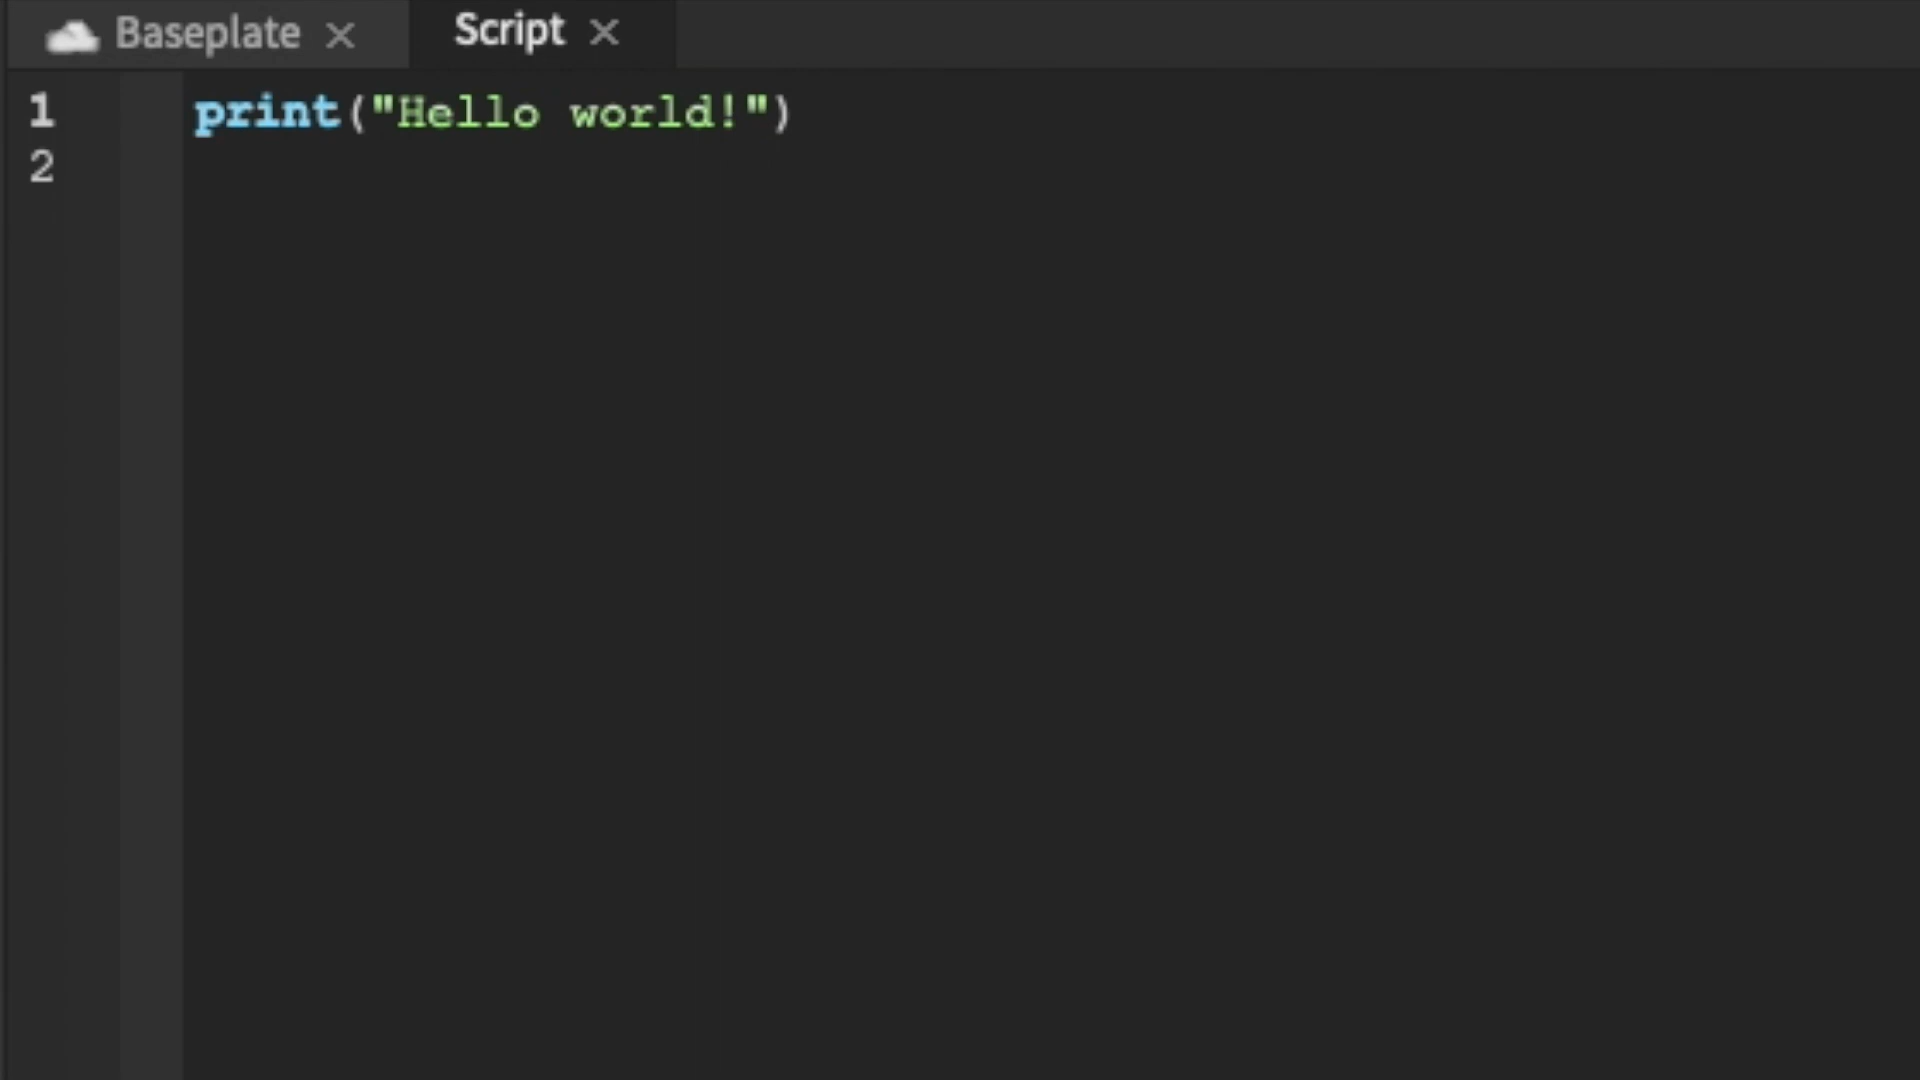 Baseplate × Script ×
1 print("Hello world!")
2